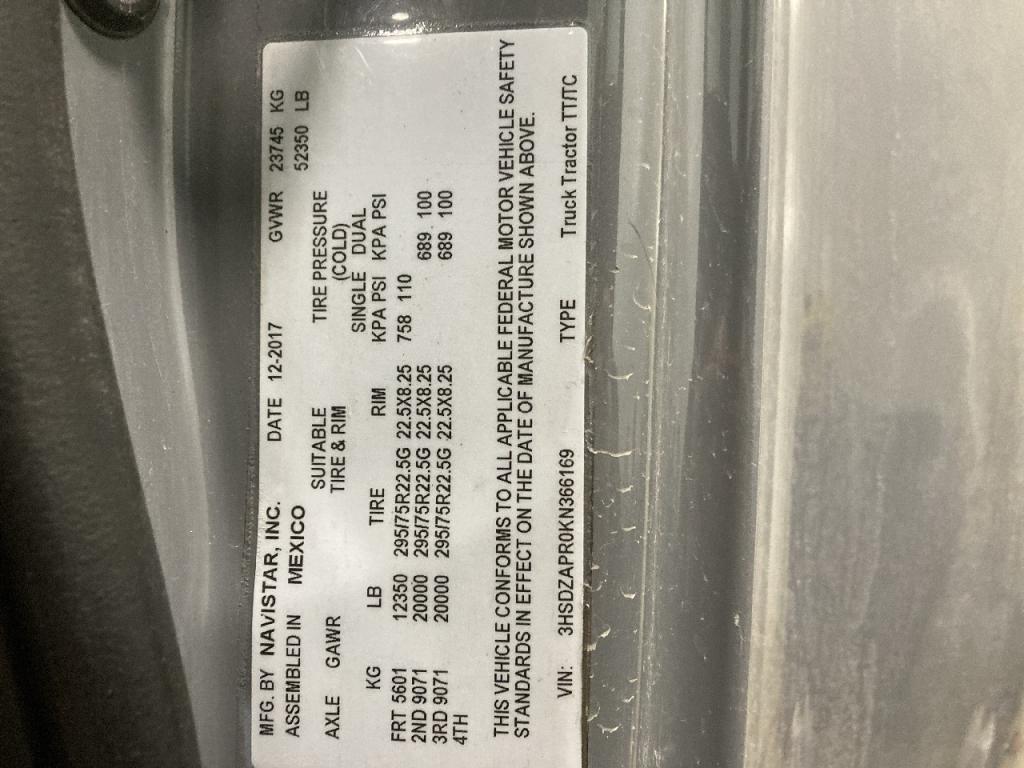 MFG. BY NAVISTAR, INC. DATE 12-2017 GVWR 23745 KG
ASSEMBLED IN MEXICO 52350 LB
SUITABLE TIRE PRESSURE
AXLE GAWR TIRE & RIM (COLD)
SINGLE DUAL
KG LB TIRE RIM KPA PSI KPA PSI
FRT 5601 12350 295/75R22.5G 22.5X8.25 758 110
2ND 9071 20000 295/75R22.5G 22.5X8.25 689 100
3RD 9071 20000 295/75R22.5G 22.5X8.25 689 100
4TH
THIS VEHICLE CONFORMS TO ALL APPLICABLE FEDERAL MOTOR VEHICLE SAFETY
STANDARDS IN EFFECT ON THE DATE OF MANUFACTURE SHOWN ABOVE.
VIN: 3HSDZAPR0KN366169 TYPE Truck Tractor TT/TC